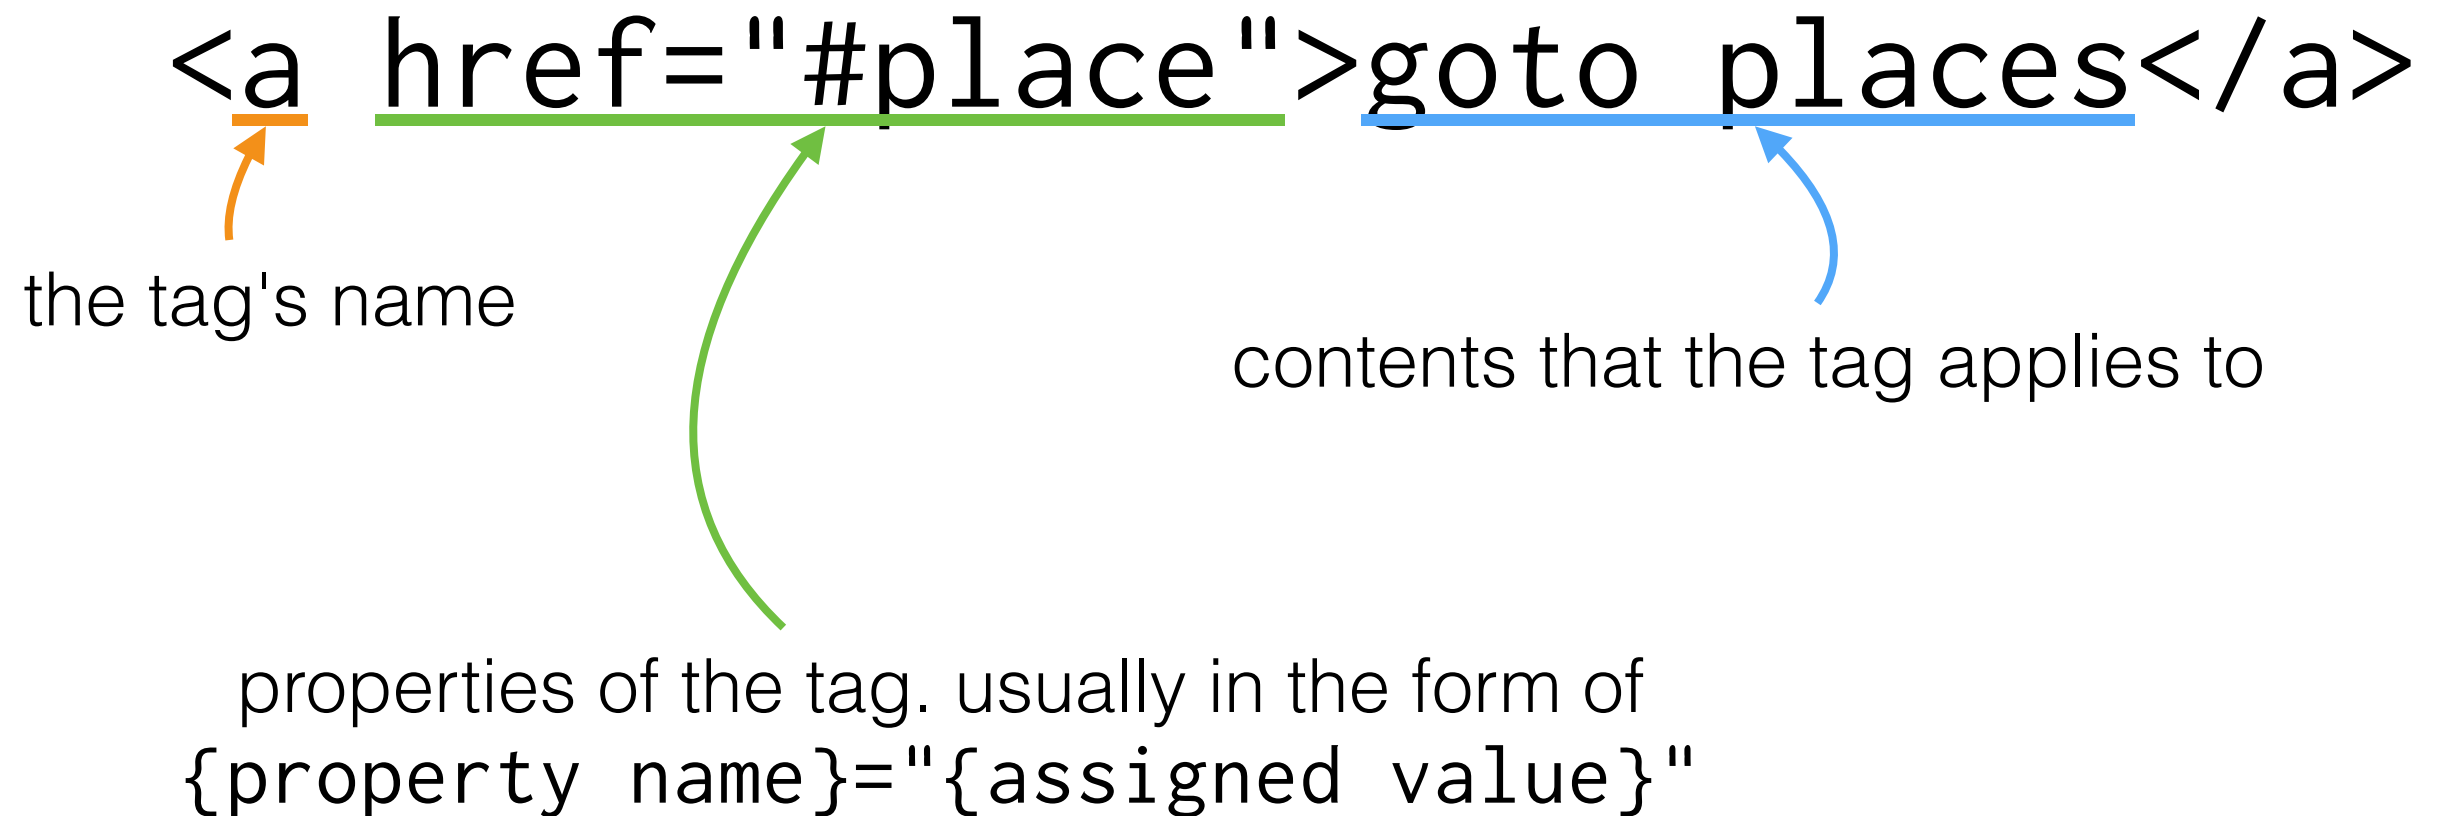 <a href="#place">goto places</a>
the tag's name
contents that the tag applies to
properties of the tag. usually in the form of
{property name}="{assigned value}"